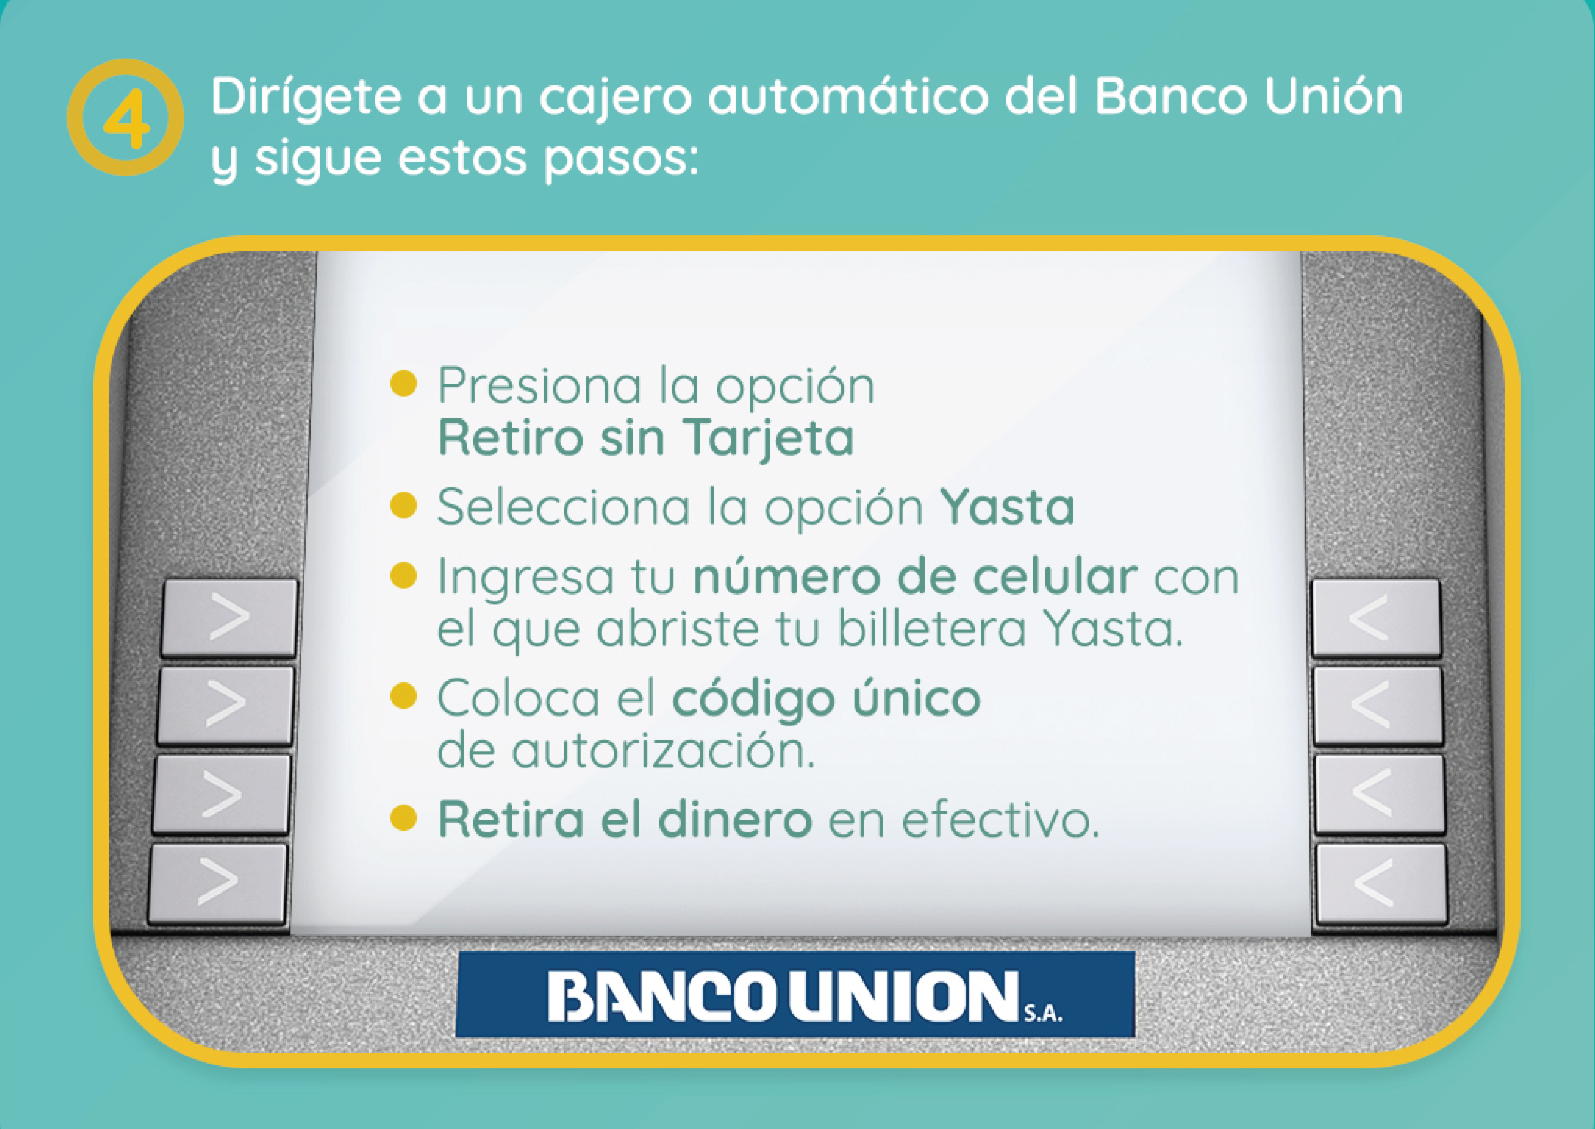 4
Dirígete a un cajero automático del Banco Unión
y sigue estos pasos:
Presiona la opción
Retiro sin Tarjeta
Selecciona la opción Yasta
Ingresa tu número de celular con
el que abriste tu billetera Yasta.
Coloca el código único
de autorización.
Retira el dinero en efectivo.
BANCO UNION S.A.